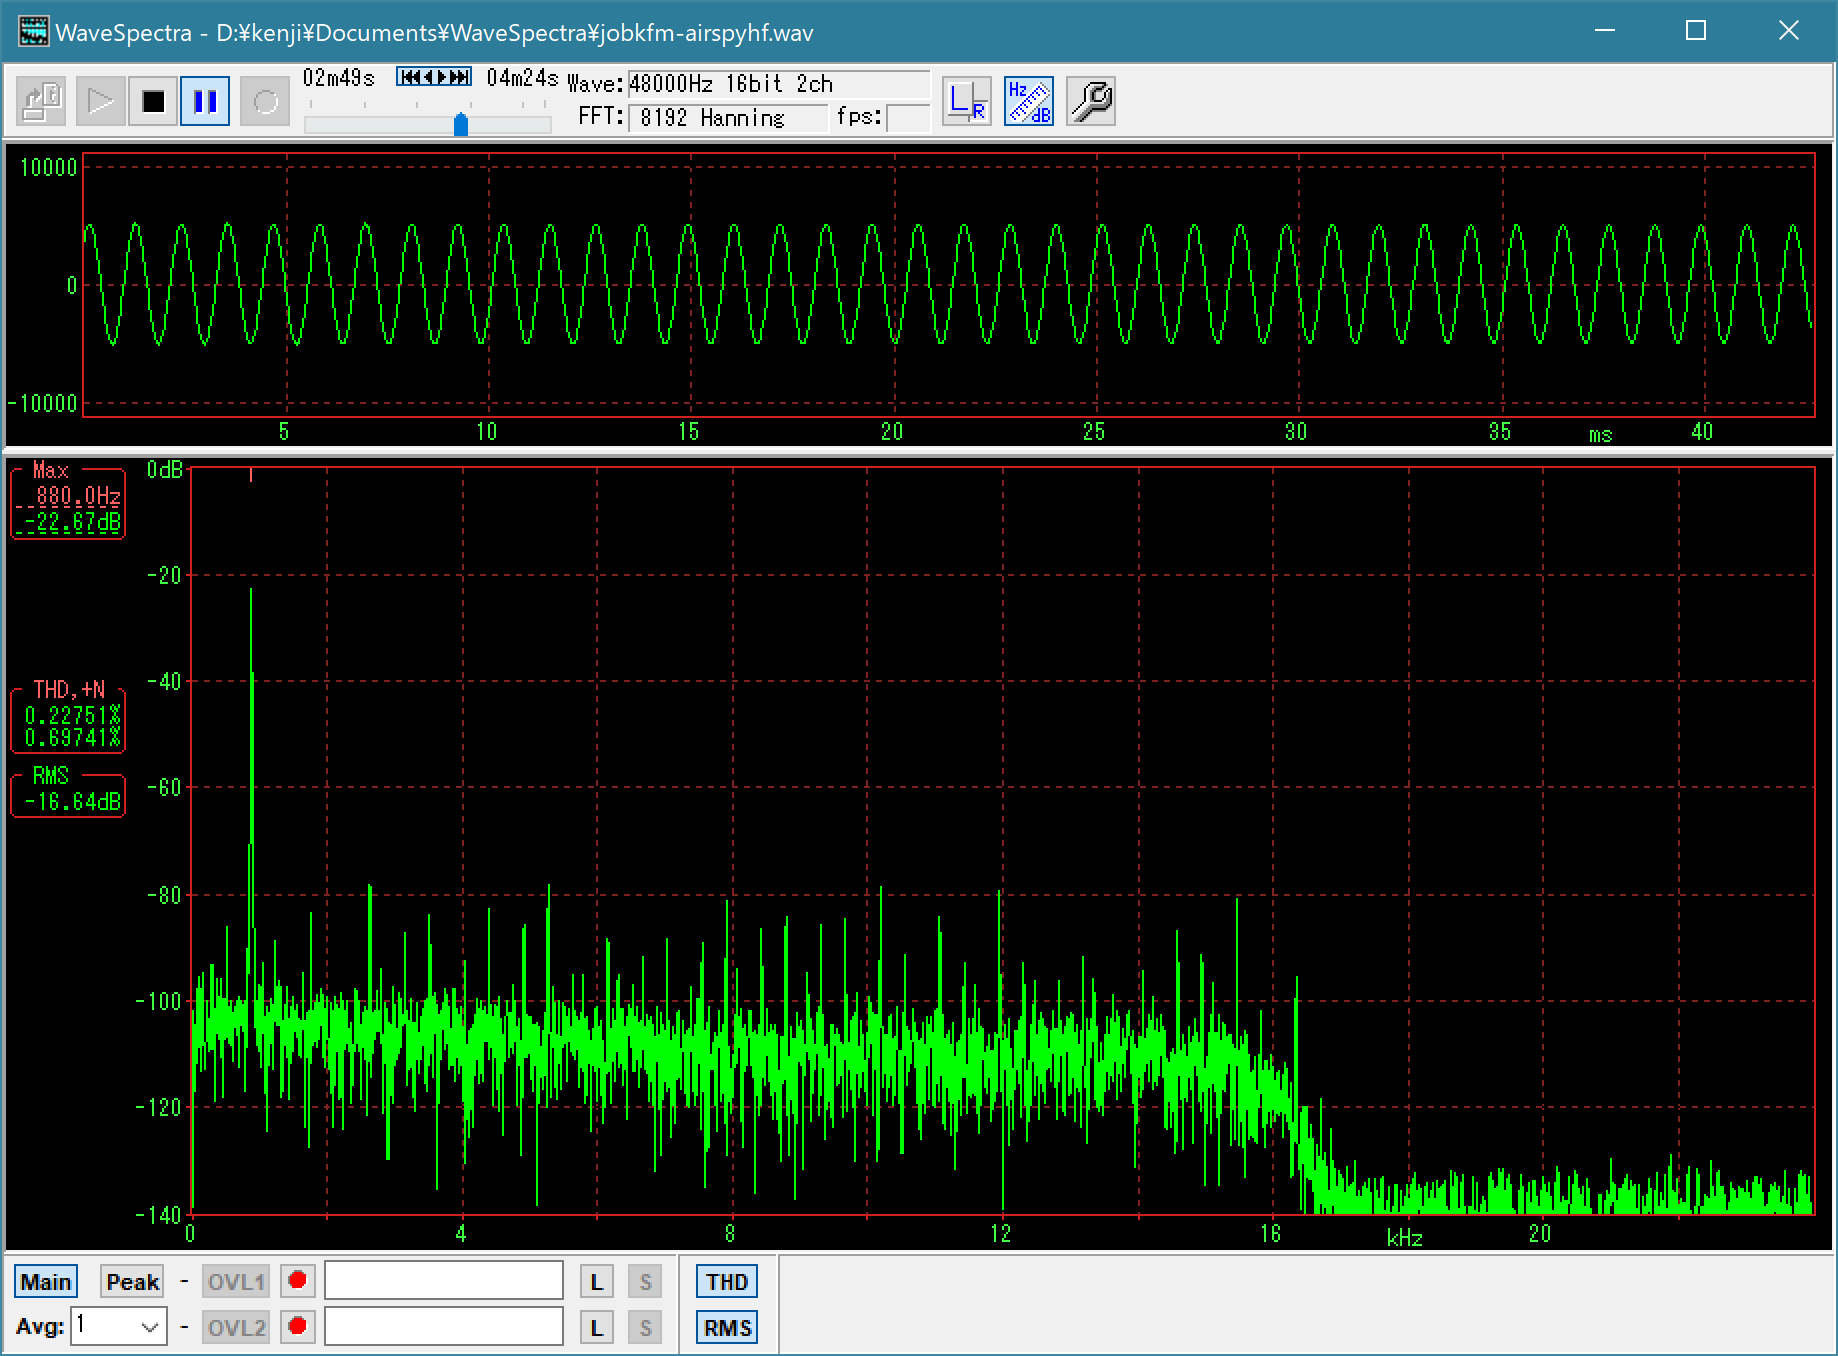 WaveSpectra - D:¥kenji¥Documents¥WaveSpectra¥jobkfm-airspyhf.wav
02m49s 04m24s Wave: 48000Hz 16bit 2ch
FFT: 8192 Hanning fps:
L R
Hz dB
10000
0
-10000
5 10 15 20 25 30 35 ms 40
Max
880.0Hz
-22.67dB
THD,+N
0.22751%
0.69741%
RMS
-16.64dB
0dB
-20
-40
-60
-80
-100
-120
-140
0 4 8 12 16 kHz 20
Main Peak - OVL1 L S THD
Avg: 1 - OVL2 L S RMS